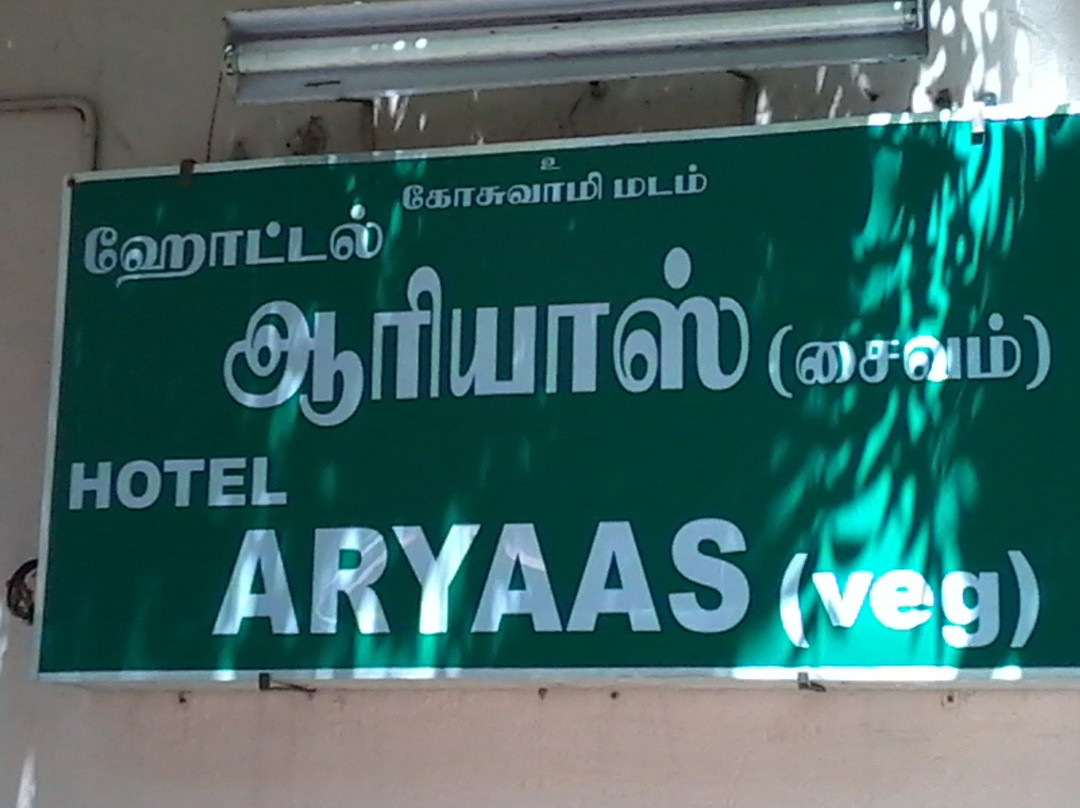 உ
கோசுவாமி மடம்
ஹோட்டல்
ஆரியாஸ் (சைவம்)
HOTEL
ARYAAS (veg)